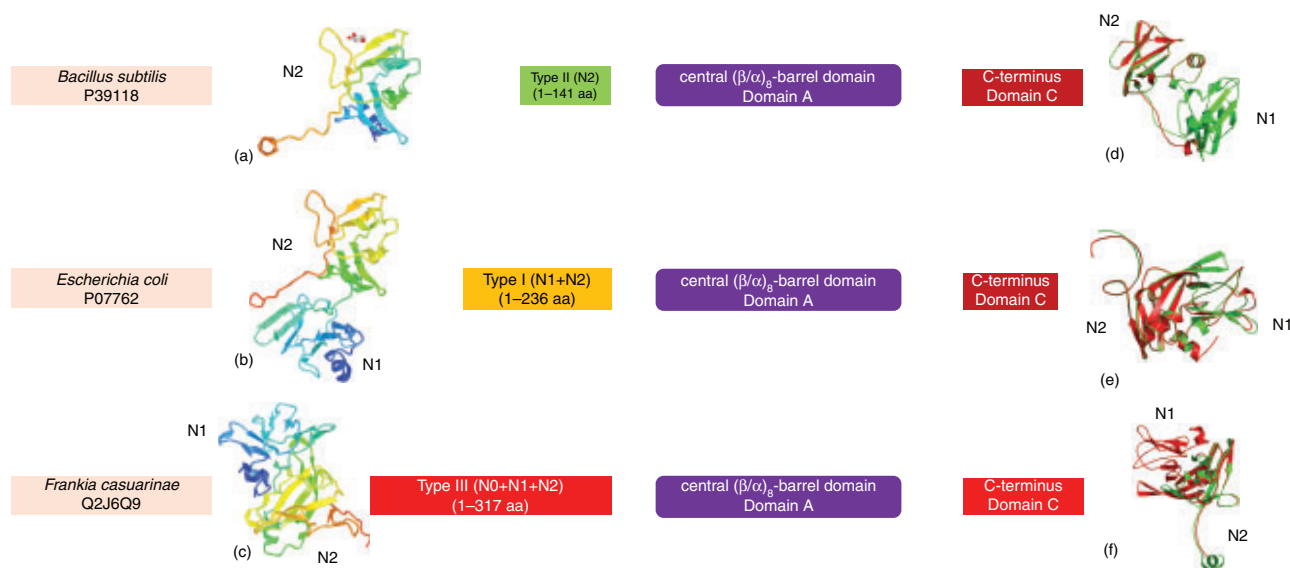 N2
Bacillus subtilis
P39118
N2
Type II (N2)
(1–141 aa)
central (β/α)8-barrel domain
Domain A
C-terminus
Domain C
N1
(a)
(d)
Escherichia coli
P07762
N2
Type I (N1+N2)
(1–236 aa)
central (β/α)8-barrel domain
Domain A
C-terminus
Domain C
N2
N1
(b)
N1
(e)
N1
N1
Frankia casuarinae
Q2J6Q9
Type III (N0+N1+N2)
(1–317 aa)
central (β/α)8-barrel domain
Domain A
C-terminus
Domain C
(c)
N2
N2
(f)